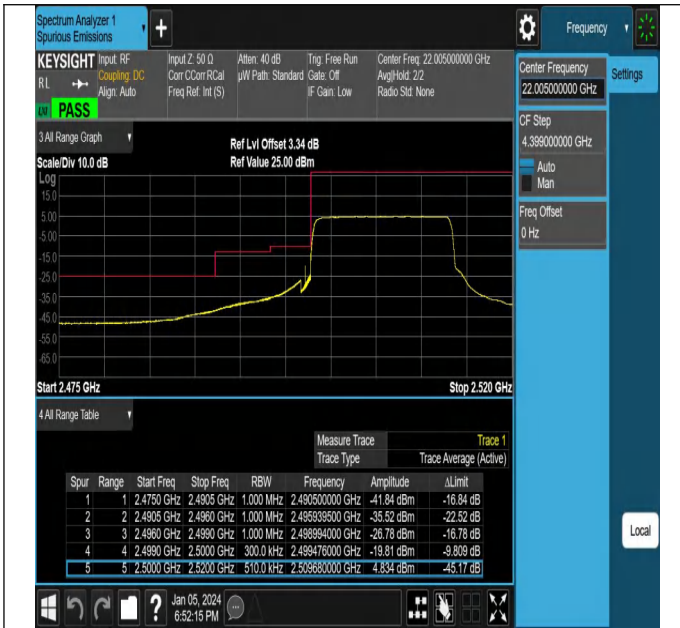 Spectrum Analyzer 1
Spurious Emissions
+
Frequency
KEYSIGHT
RL
Input: RF
Coupling: DC
Align: Auto
Input Z: 50 Ω
Corr CCorr RCal
Freq Ref: Int (S)
Atten: 40 dB
µW Path: Standard
Trig: Free Run
Gate: Off
IF Gain: Low
Center Freq: 22.005000000 GHz
Avg|Hold: 2/2
Radio Std: None
PASS
Center Frequency
22.005000000 GHz
Settings
CF Step
4.399000000 GHz
Auto
Man
Freq Offset
0 Hz
Local
3 All Range Graph
Scale/Div 10.0 dB
Ref Lvl Offset 3.34 dB
Ref Value 25.00 dBm
Log
15.0
5.00
-5.00
-15.0
-25.0
-35.0
-45.0
-55.0
-65.0
Start 2.475 GHz
Stop 2.520 GHz
4 All Range Table
Measure Trace Trace 1
Trace Type Trace Average (Active)
Spur Range Start Freq Stop Freq RBW Frequency Amplitude ΔLimit
1 1 2.4750 GHz 2.4905 GHz 1.000 MHz 2.490500000 GHz -41.84 dBm -16.84 dB
2 2 2.4905 GHz 2.4960 GHz 1.000 MHz 2.495939500 GHz -35.52 dBm -22.52 dB
3 3 2.4960 GHz 2.4990 GHz 1.000 MHz 2.498994000 GHz -26.78 dBm -16.78 dB
4 4 2.4990 GHz 2.5000 GHz 300.0 kHz 2.499476000 GHz -19.81 dBm -9.809 dB
5 5 2.5000 GHz 2.5200 GHz 510.0 kHz 2.509680000 GHz 4.834 dBm -45.17 dB
?
Jan 05, 2024
6:52:15 PM